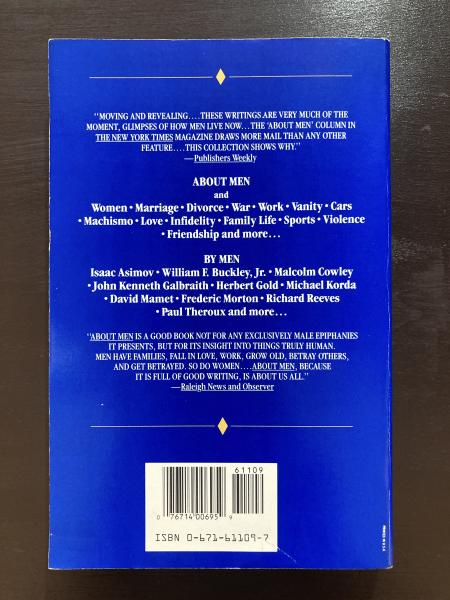 "MOVING AND REVEALING....THESE WRITINGS ARE VERY MUCH OF THE
MOMENT, GLIMPSES OF HOW MEN LIVE NOW...THE 'ABOUT MEN' COLUMN IN
THE NEW YORK TIMES MAGAZINE DRAWS MORE MAIL THAN ANY OTHER
FEATURE....THIS COLLECTION SHOWS WHY."
—Publishers Weekly
ABOUT MEN
and
Women • Marriage • Divorce • War • Work • Vanity • Cars
• Machismo • Love • Infidelity • Family Life • Sports • Violence
• Friendship and more...
BY MEN
Isaac Asimov • William F. Buckley, Jr. • Malcolm Cowley
• John Kenneth Galbraith • Herbert Gold • Michael Korda
• David Mamet • Frederic Morton • Richard Reeves
• Paul Theroux and more...
"ABOUT MEN IS A GOOD BOOK NOT FOR ANY EXCLUSIVELY MALE EPIPHANIES
IT PRESENTS, BUT FOR ITS INSIGHT INTO THINGS TRULY HUMAN.
MEN HAVE FAMILIES, FALL IN LOVE, WORK, GROW OLD, BETRAY OTHERS,
AND GET BETRAYED. SO DO WOMEN....ABOUT MEN, BECAUSE
IT IS FULL OF GOOD WRITING, IS ABOUT US ALL."
—Raleigh News and Observer
61109
0 76714 00695 9
ISBN 0-671-61109-7
PRINTED IN U.S.A.